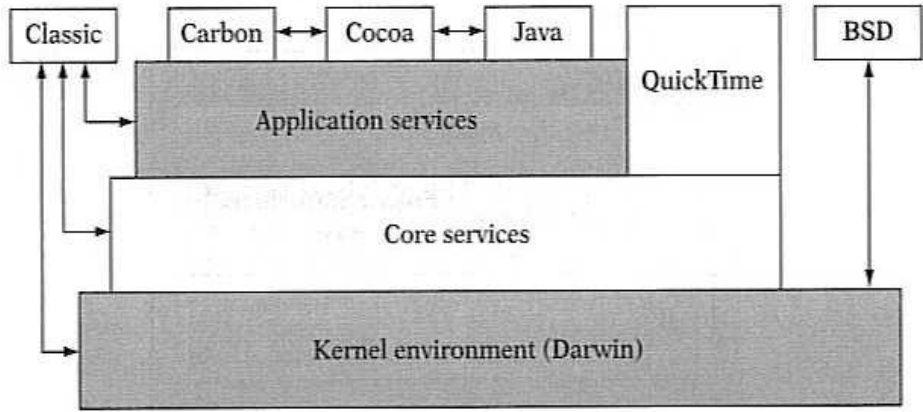 Classic
Carbon
Cocoa
Java
BSD
QuickTime
Application services
Core services
Kernel environment (Darwin)